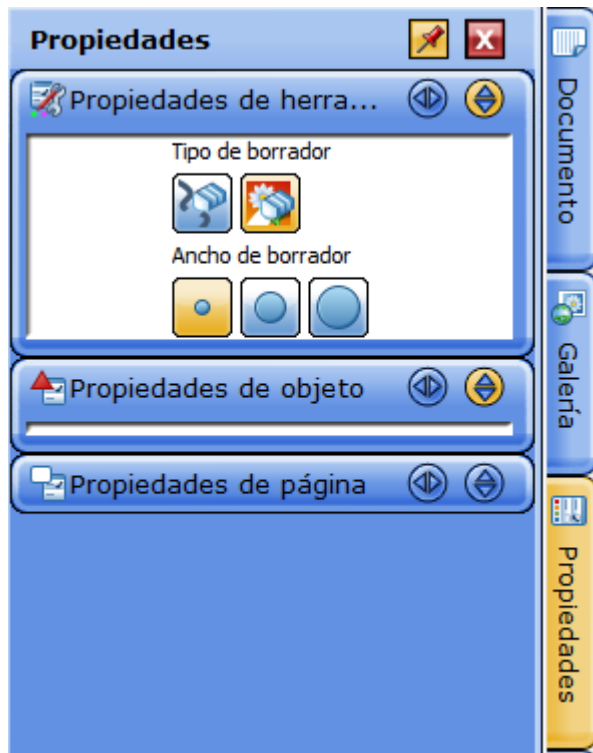 Propiedades
Propiedades de herra...
Tipo de borrador
Ancho de borrador
Propiedades de objeto
Propiedades de página
Documento
Galería
Propiedades